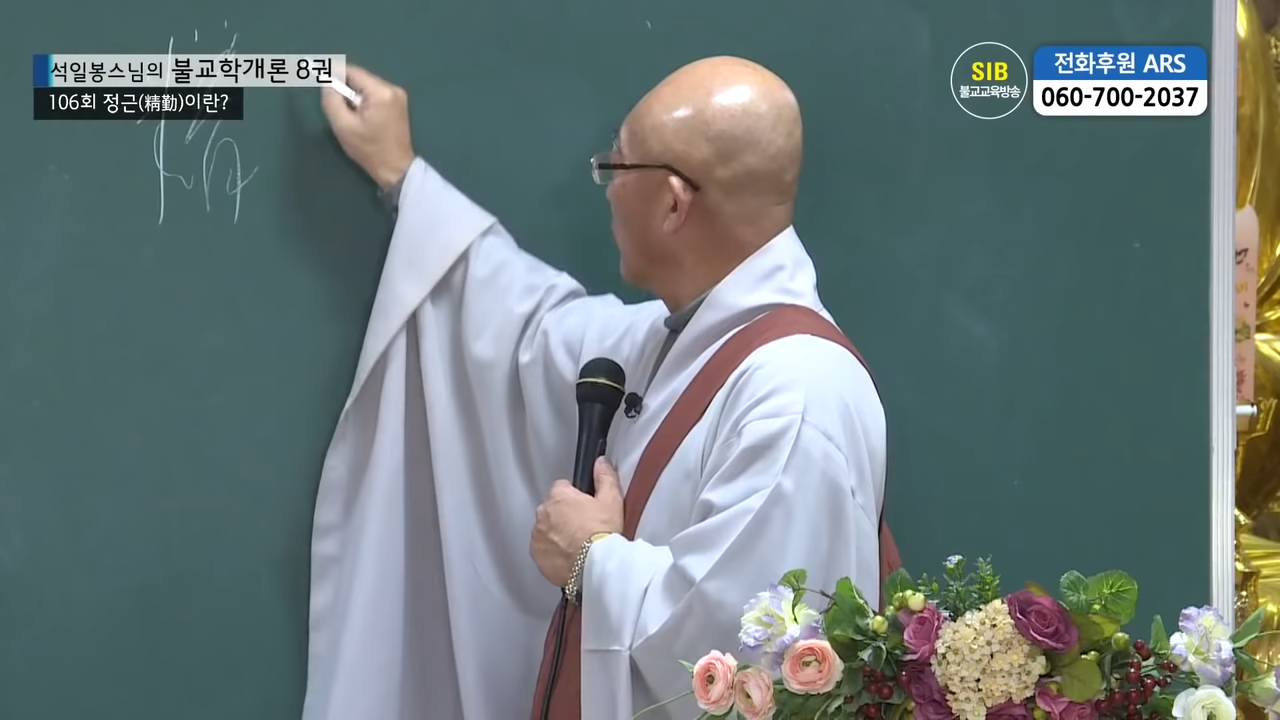 석일봉스님의 불교학개론 8권
106회 정근(精勤)이란?
SIB
불교교육방송
전화후원 ARS
060-700-2037